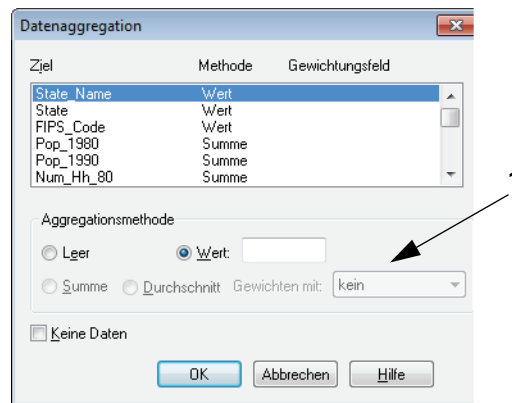 Datenaggregation
Ziel Methode Gewichtungsfeld
State_Name Wert
State Wert
FIPS_Code Wert
Pop_1980 Summe
Pop_1990 Summe
Num_Hh_80 Summe
Aggregationsmethode
Leer Wert:
Summe Durchschnitt Gewichten mit: kein
Keine Daten
OK Abbrechen Hilfe